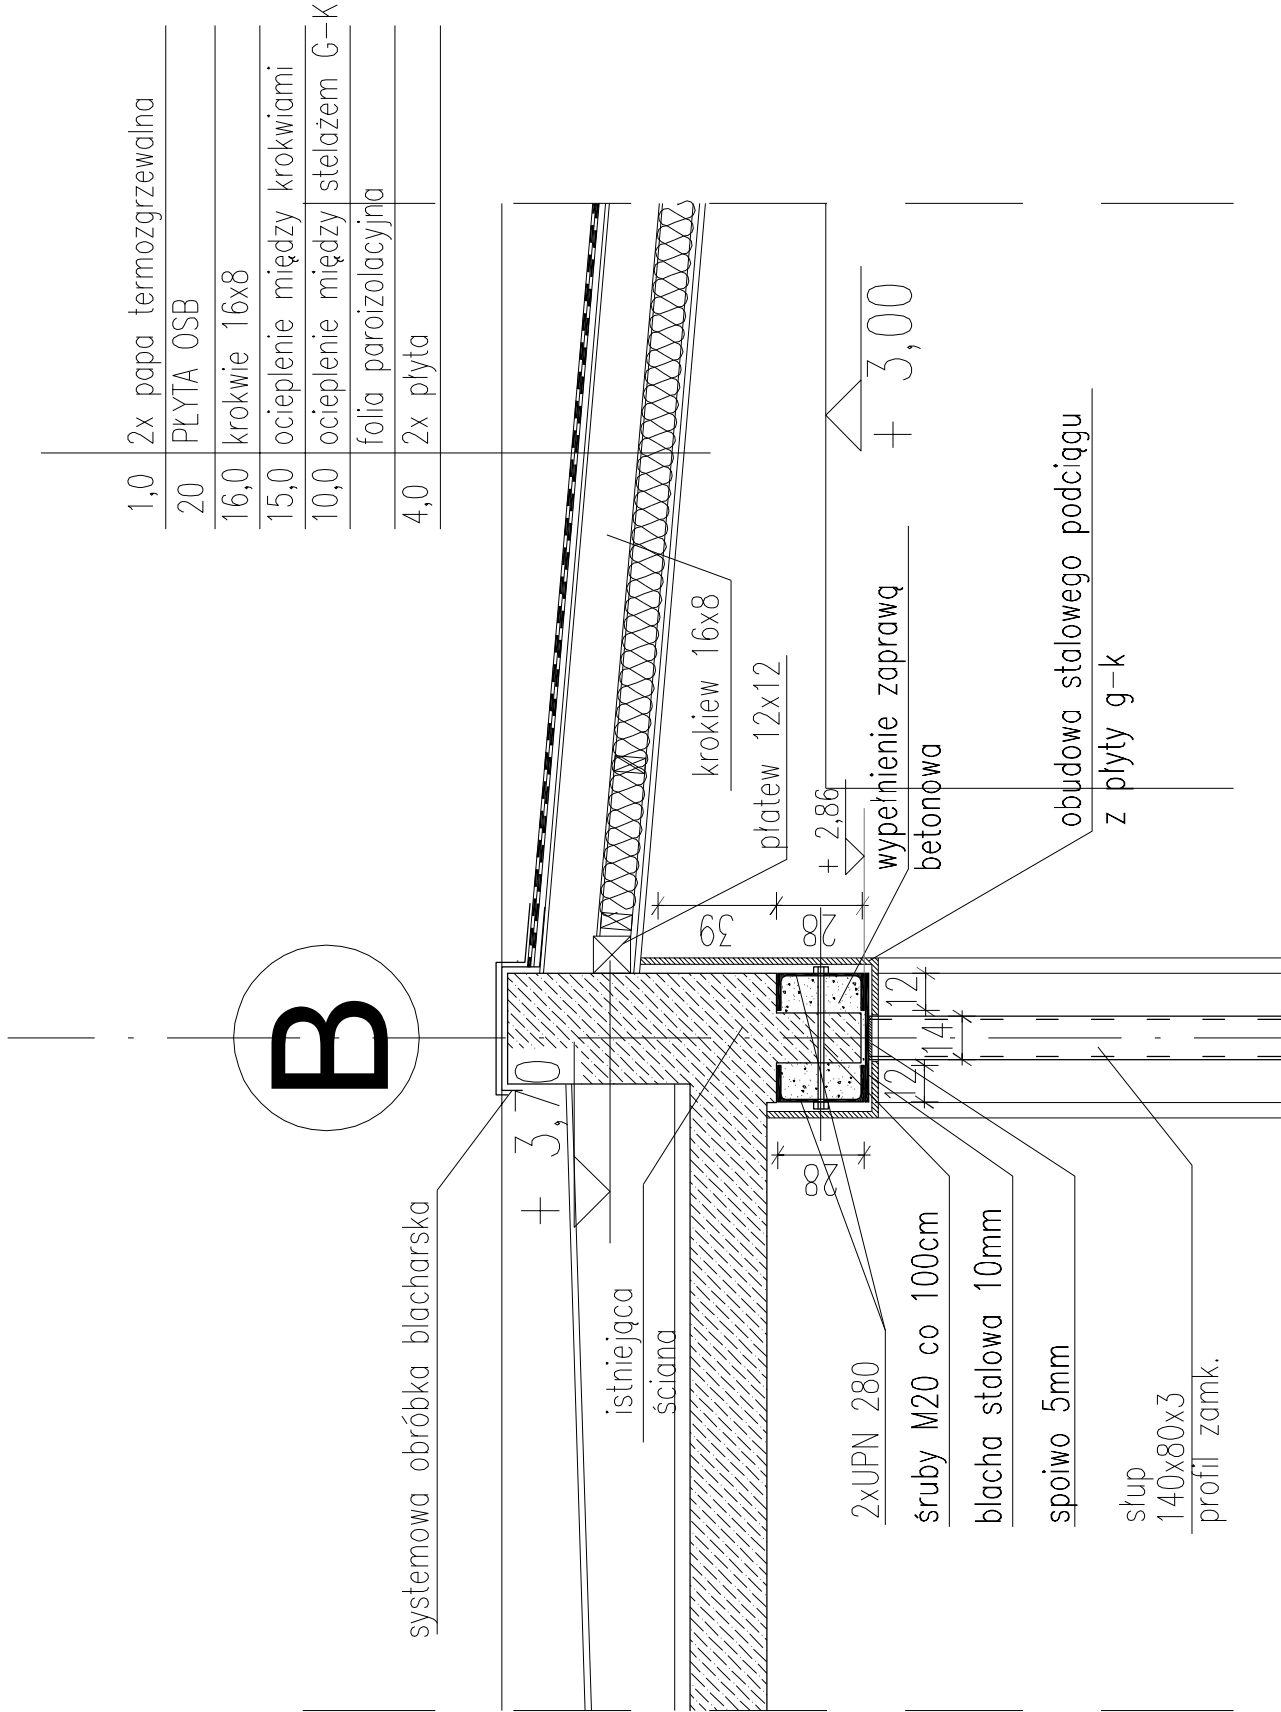 1,0 2x papa termozgrzewalna
20 PŁYTA OSB
16,0 krokwie 16x8
15,0 ocieplenie między krokwiami
10,0 ocieplenie między stelażem G-K
folia paroizolacyjna
4,0 2x płyta
B
systemowa obróbka blacharska
+ 3,70
istniejąca
ściana
krokiew 16x8
płatew 12x12
+ 3,00
+ 2,86
wypełnienie zaprawą
betonowa
obudowa stalowego podciągu
z płyty g-k
39
28
28
12
14
12
2xUPN 280
śruby M20 co 100cm
blacha stalowa 10mm
spoiwo 5mm
słup
140x80x3
profil zamk.